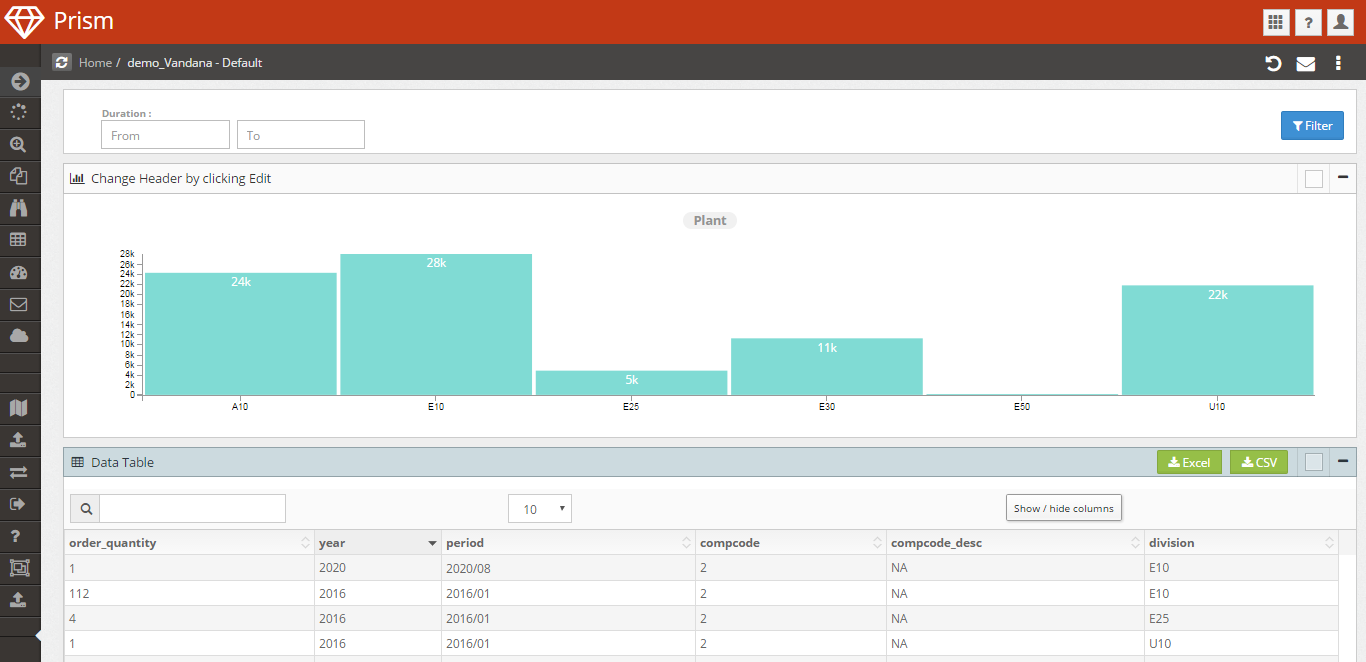 Prism
?
Home / demo_Vandana - Default
Duration :
From
To
Filter
Change Header by clicking Edit
Plant
28k
26k
24k
22k
20k
18k
16k
14k
12k
10k
8k
6k
4k
2k
0
24k
28k
5k
11k
22k
A10 E10 E25 E30 E50 U10
Data Table
Excel
CSV
10
Show / hide columns
order_quantity year period compcode compcode_desc division
1 2020 2020/08 2 NA E10
112 2016 2016/01 2 NA E10
4 2016 2016/01 2 NA E25
1 2016 2016/01 2 NA U10
?